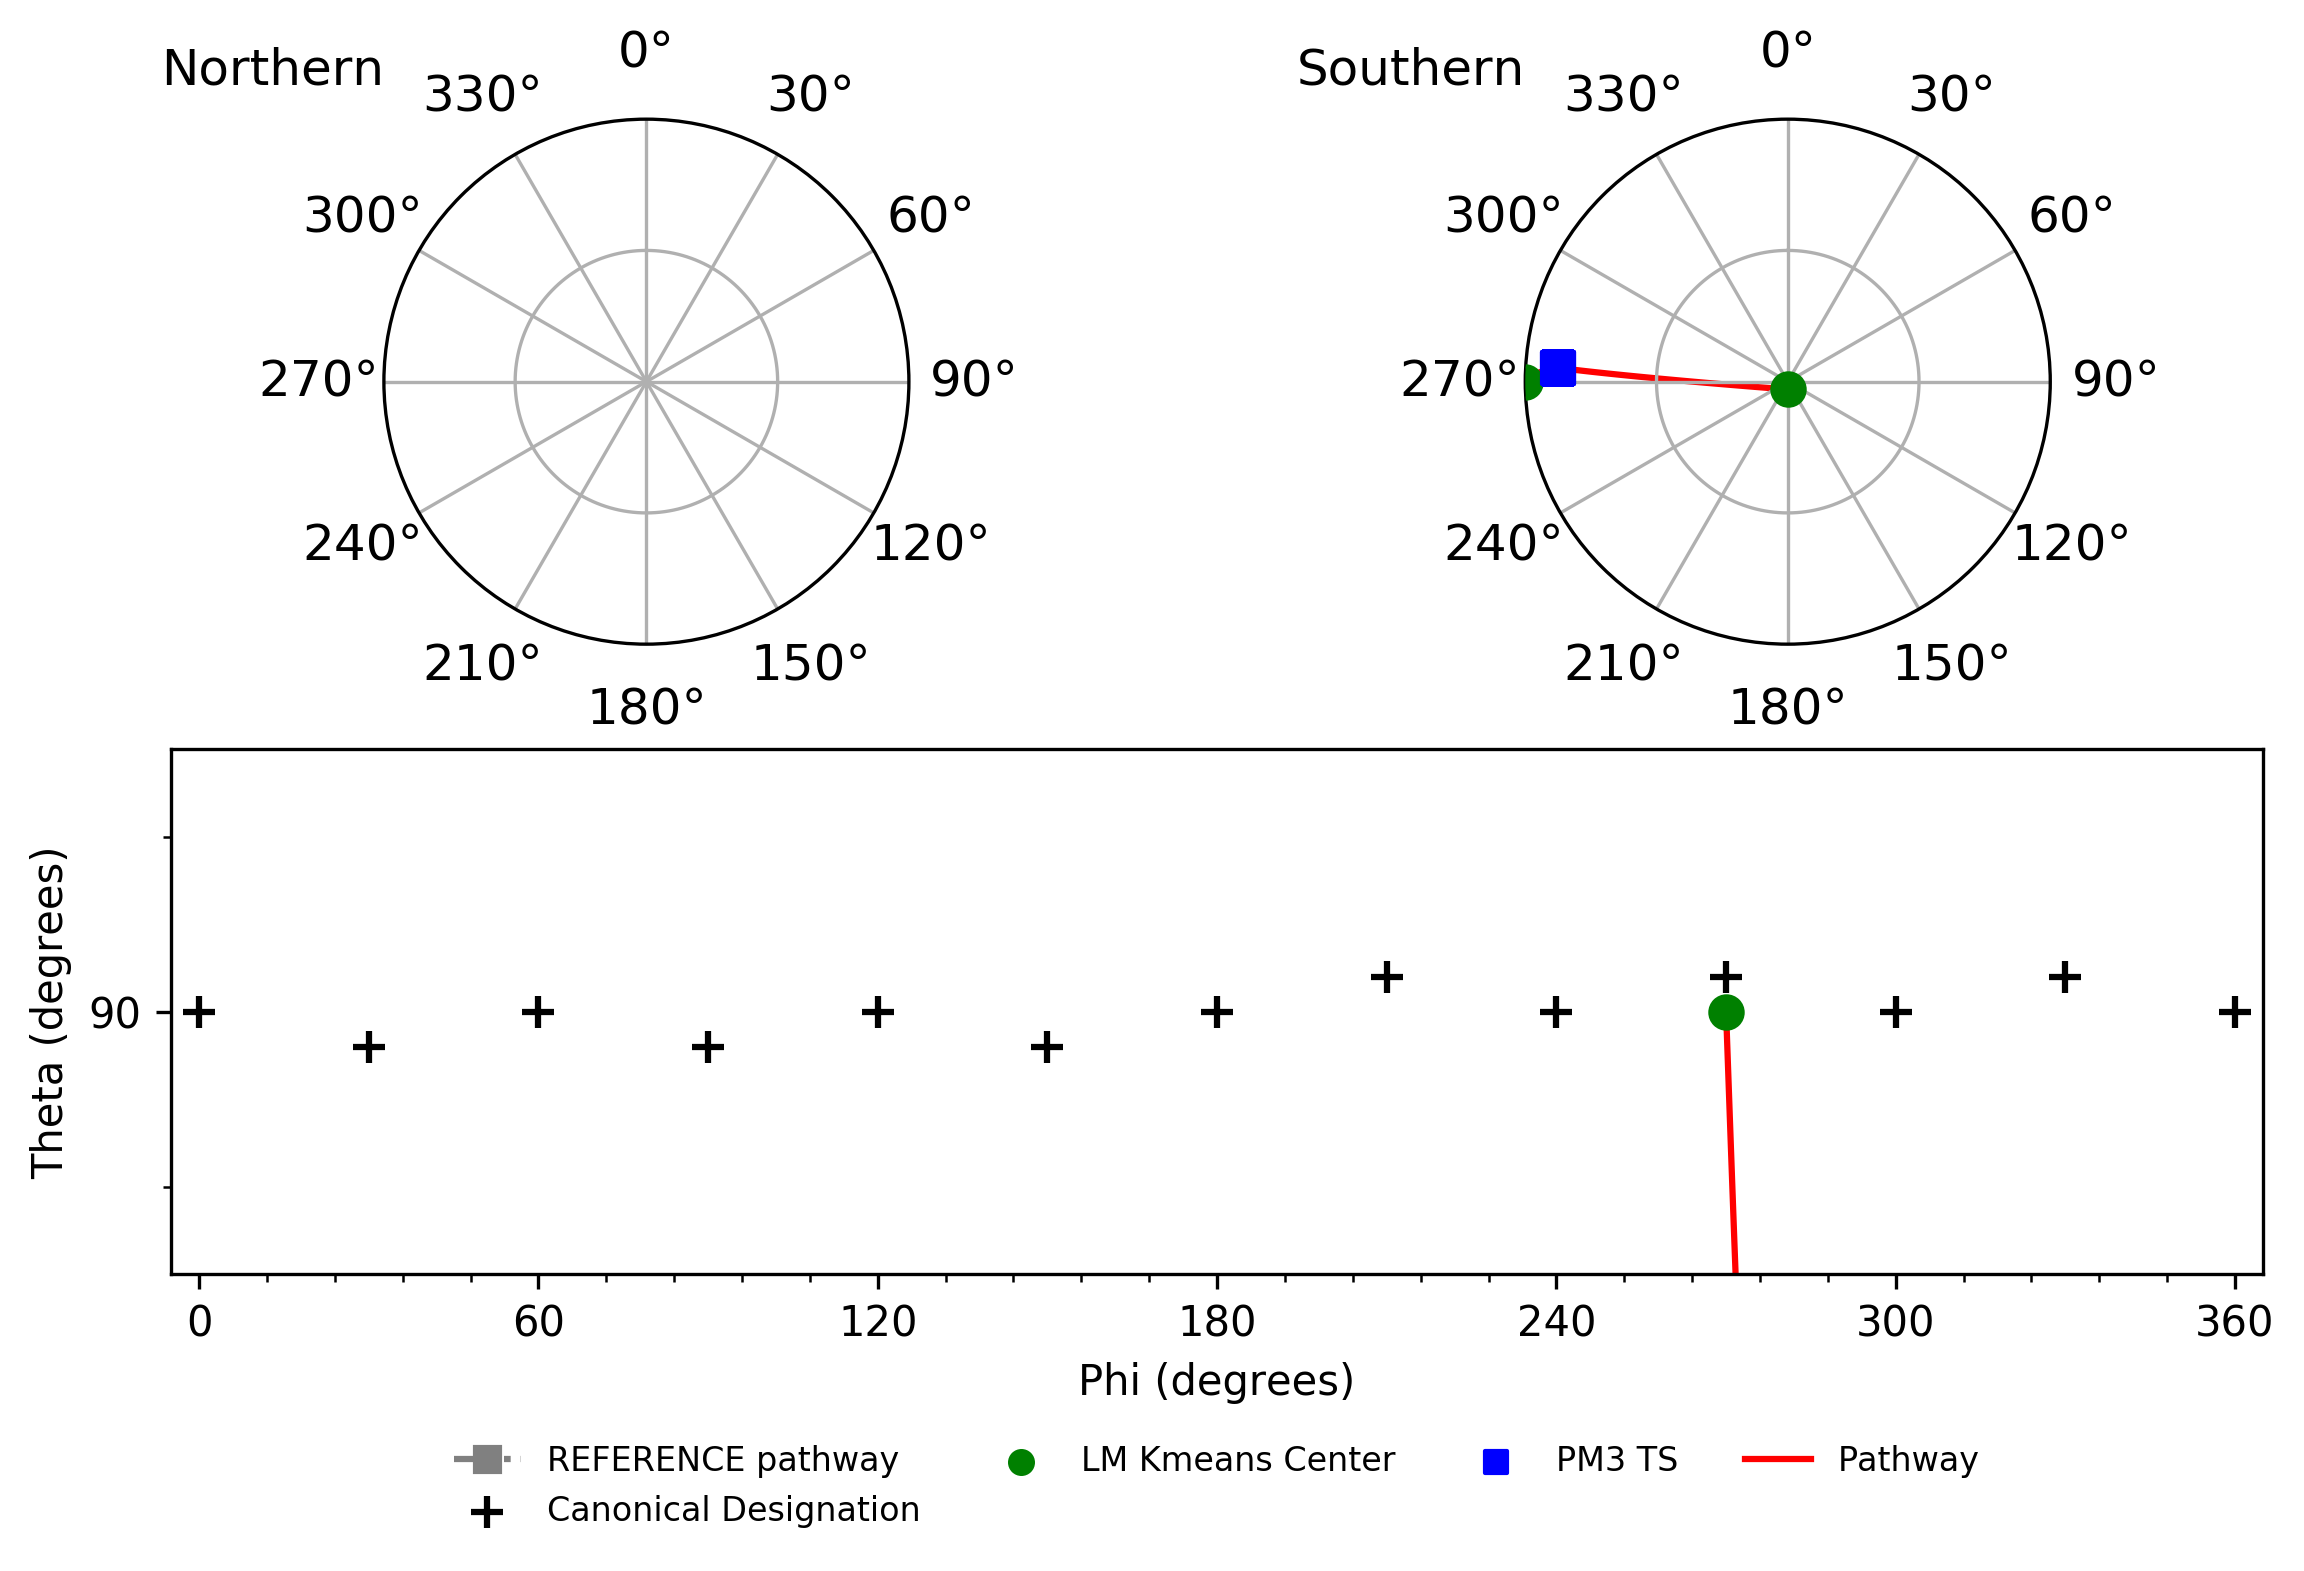 Northern
0°
30°
60°
90°
120°
150°
180°
210°
240°
270°
300°
330°
Southern
0°
30°
60°
90°
120°
150°
180°
210°
240°
270°
300°
330°
Theta (degrees)
90
0 60 120 180 240 300 360
Phi (degrees)
REFERENCE pathway
Canonical Designation
LM Kmeans Center
PM3 TS
Pathway